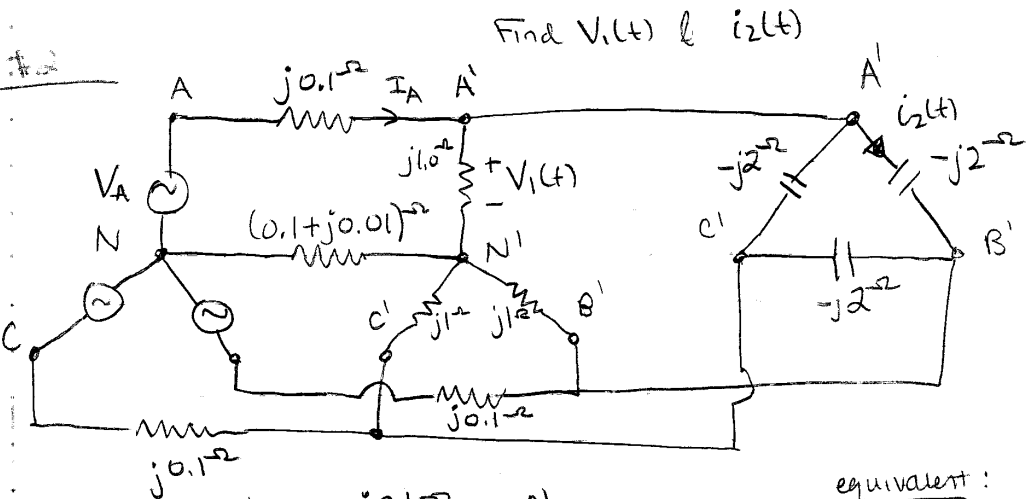 Find V₁(t) & i₂(t)
#2
A
j0.1Ω
I_A
A'
A'
i₂(t)
j1.0Ω
+
V₁(t)
-
-j2Ω
-j2Ω
V_A
N
(0.1+j0.01)Ω
N'
C'
B'
-j2Ω
C
C'
j1Ω
j1Ω
B'
j0.1Ω
j0.1Ω
equivalent: